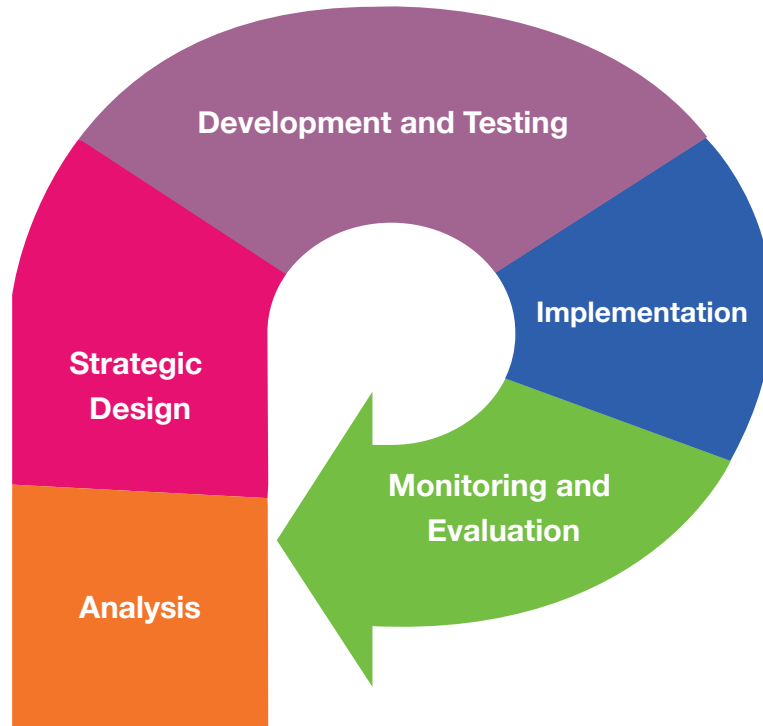 Development and Testing
Implementation
Strategic
Design
Monitoring and
Evaluation
Analysis